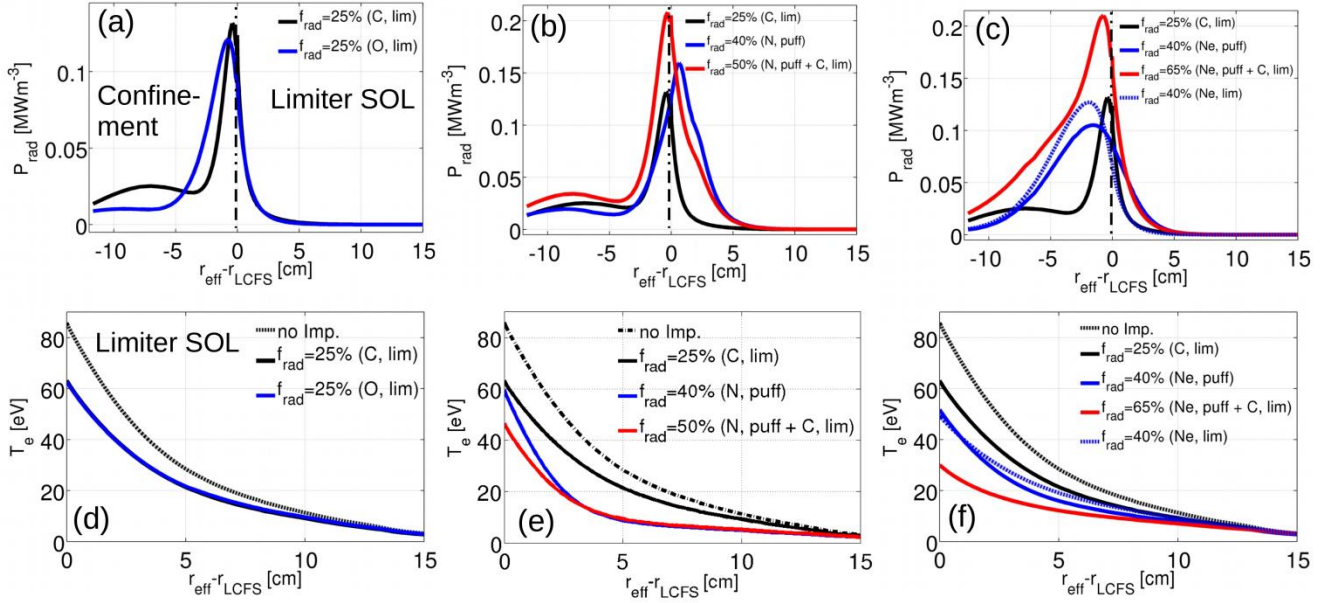 (a)
f_rad=25% (C, lim)
f_rad=25% (O, lim)
Confine-
ment
Limiter SOL
P_rad [MWm-3]
0.1
0.05
0
-10 -5 0 5 10 15
r_eff-r_LCFS [cm]
(b)
f_rad=25% (C, lim)
f_rad=40% (N, puff)
f_rad=50% (N, puff + C, lim)
P_rad [MWm-3]
0.2
0.15
0.1
0.05
0
-10 -5 0 5 10 15
r_eff-r_LCFS [cm]
(c)
f_rad=25% (C, lim)
f_rad=40% (Ne, puff)
f_rad=65% (Ne, puff + C, lim)
f_rad=40% (Ne, lim)
P_rad [MWm-3]
0.2
0.15
0.1
0.05
0
-10 -5 0 5 10 15
r_eff-r_LCFS [cm]
Limiter SOL
no Imp.
f_rad=25% (C, lim)
f_rad=25% (O, lim)
T_e [eV]
80
60
40
20
0
(d)
0 5 10 15
r_eff-r_LCFS [cm]
no Imp.
f_rad=25% (C, lim)
f_rad=40% (N, puff)
f_rad=50% (N, puff + C, lim)
T_e [eV]
80
60
40
20
0
(e)
0 5 10 15
r_eff-r_LCFS [cm]
no Imp.
f_rad=25% (C, lim)
f_rad=40% (Ne, puff)
f_rad=65% (Ne, puff + C, lim)
f_rad=40% (Ne, lim)
T_e [eV]
80
60
40
20
0
(f)
0 5 10 15
r_eff-r_LCFS [cm]